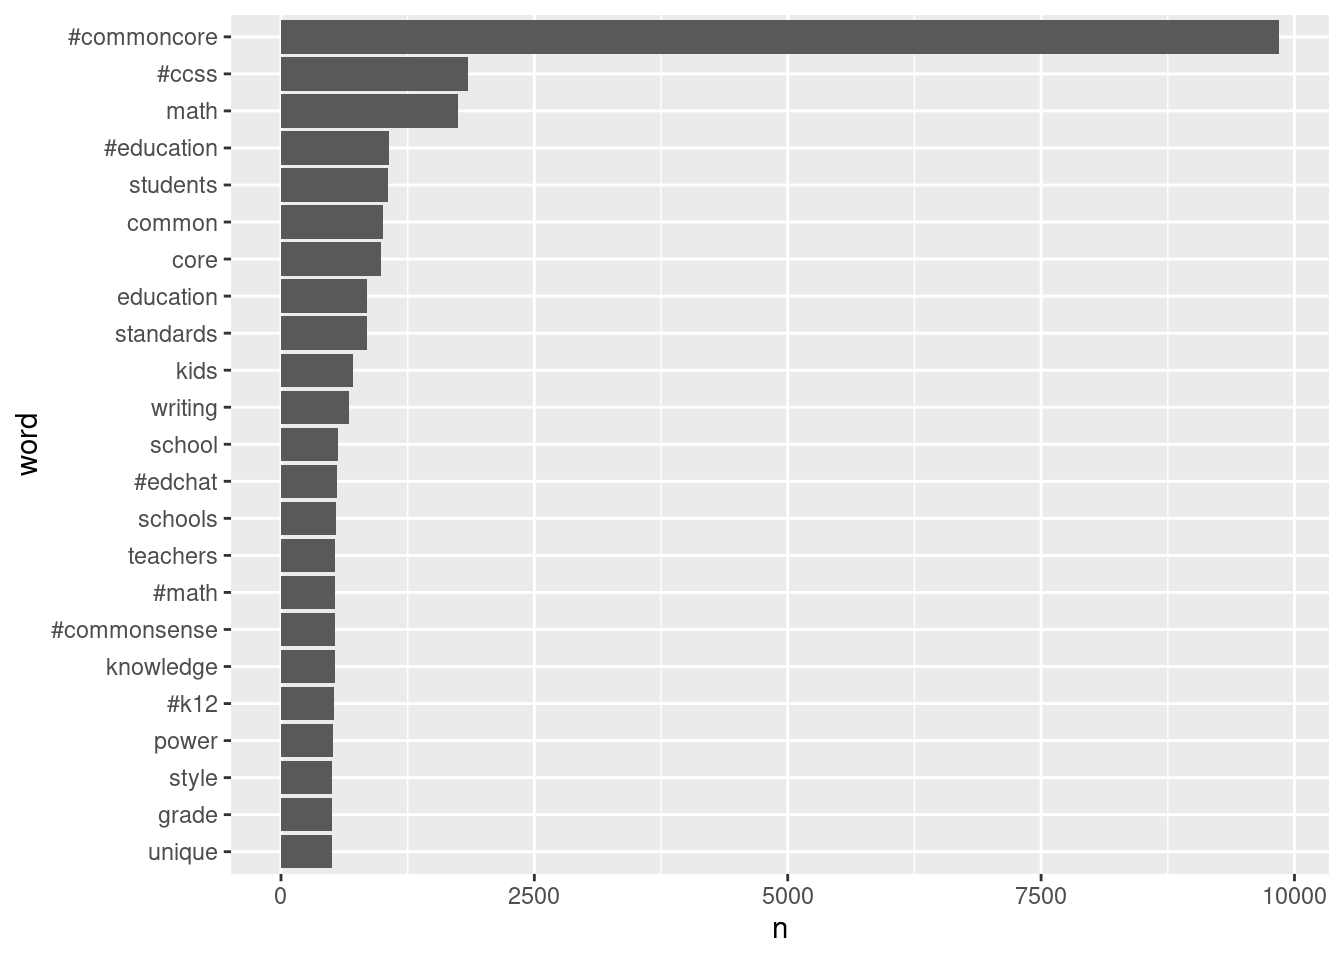 #commoncore
#ccss
math
#education
students
common
core
education
standards
kids
writing
school
#edchat
schools
teachers
#math
#commonsense
knowledge
#k12
power
style
grade
unique
word
0 2500 5000 7500 10000
n